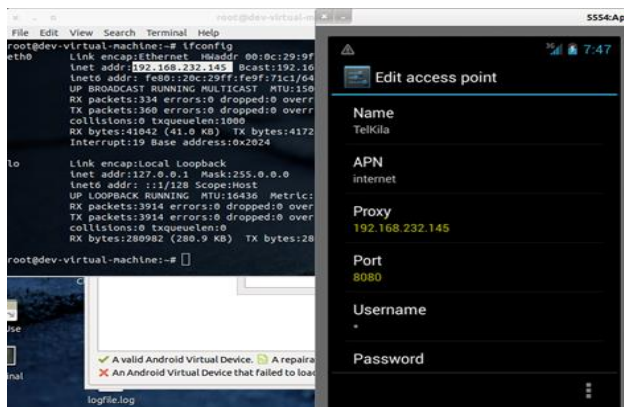 root@dev-virtual-m
File Edit View Search Terminal Help
root@dev-virtual-machine:~# ifconfig
eth0 Link encap:Ethernet HWaddr 00:0c:29:9f
inet addr:192.168.232.145 Bcast:192.16
inet6 addr: fe80::20c:29ff:fe9f:71c1/64
UP BROADCAST RUNNING MULTICAST MTU:150
RX packets:334 errors:0 dropped:0 overr
TX packets:360 errors:0 dropped:0 overr
collisions:0 txqueuelen:1000
RX bytes:41042 (41.0 KB) TX bytes:4172
Interrupt:19 Base address:0x2024
lo Link encap:Local Loopback
inet addr:127.0.0.1 Mask:255.0.0.0
inet6 addr: ::1/128 Scope:Host
UP LOOPBACK RUNNING MTU:16436 Metric:
RX packets:3914 errors:0 dropped:0 over
TX packets:3914 errors:0 dropped:0 over
collisions:0 txqueuelen:0
RX bytes:280982 (280.9 KB) TX bytes:28
root@dev-virtual-machine:~#
Use
inal
A valid Android Virtual Device. A repaira
An Android Virtual Device that failed to loa
logfile.log
5554:Ap
3G 7:47
Edit access point
Name
TelKila
APN
internet
Proxy
192.168.232.145
Port
8080
Username
*
Password